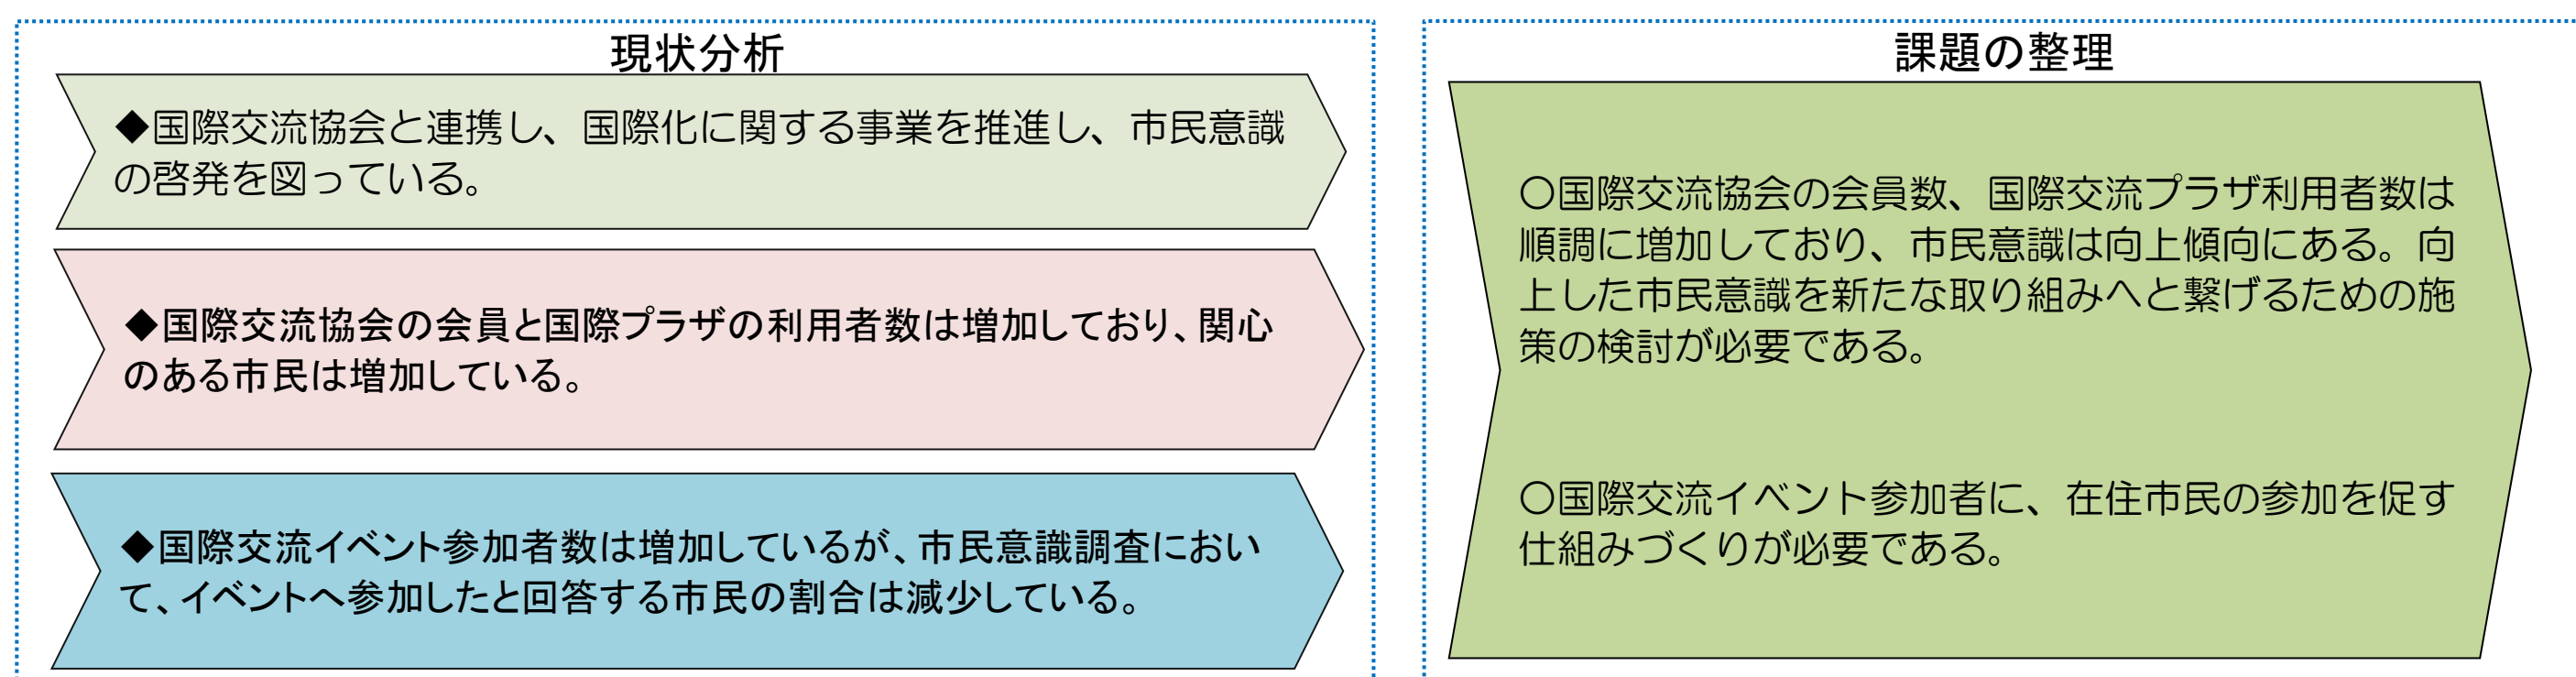 現状分析
◆国際交流協会と連携し、国際化に関する事業を推進し、市民意識
の啓発を図っている。
◆国際交流協会の会員と国際プラザの利用者数は増加しており、関心
のある市民は増加している。
◆国際交流イベント参加者数は増加しているが、市民意識調査におい
て、イベントへ参加したと回答する市民の割合は減少している。
課題の整理
〇国際交流協会の会員数、国際交流プラザ利用者数は
順調に増加しており、市民意識は向上傾向にある。向
上した市民意識を新たな取り組みへと繋げるための施
策の検討が必要である。
〇国際交流イベント参加者に、在住市民の参加を促す
仕組みづくりが必要である。